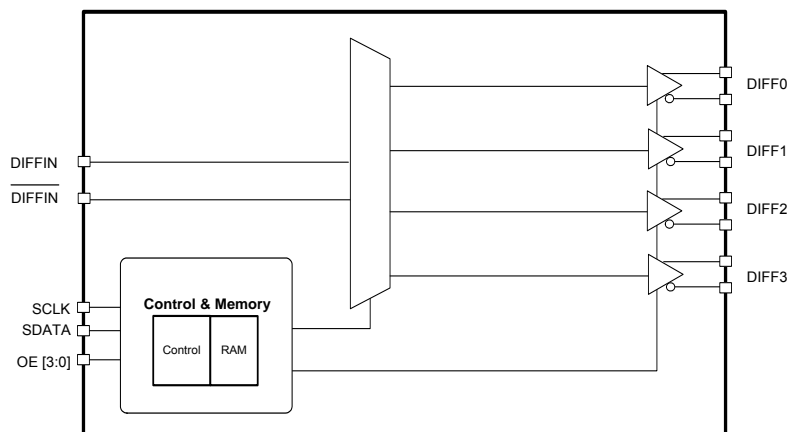 DIFF0
DIFF1
DIFFIN
DIFFIN
DIFF2
DIFF3
Control & Memory
SCLK
SDATA
Control RAM
OE [3:0]